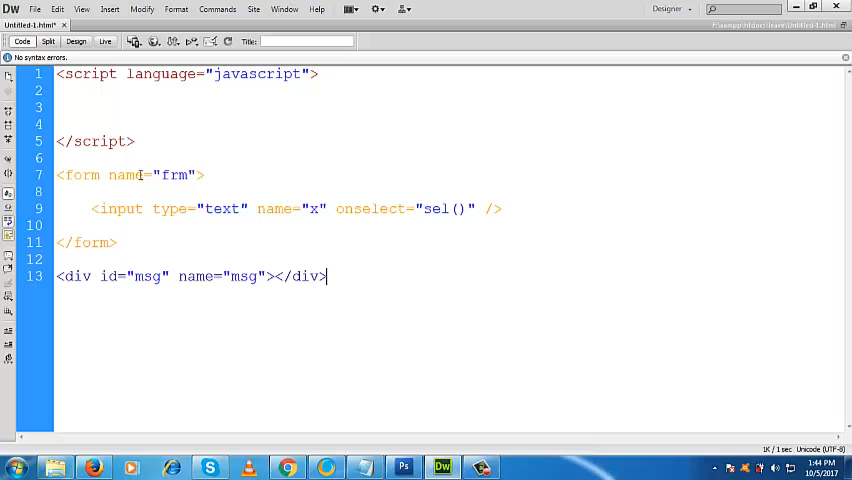 Dw File Edit View Insert Modify Format Commands Site Window Help Designer
Untitled-1.html*
Code Split Design Live Title:
No syntax errors.
1 <script language="javascript">
2
3
4
5 </script>
6
7 <form name="frm">
8
9 <input type="text" name="x" onselect="sel()" />
10
11 </form>
12
13 <div id="msg" name="msg"></div>
1K / 1 sec Unicode (UTF-8)
Ps Dw
1:44 PM
10/5/2017